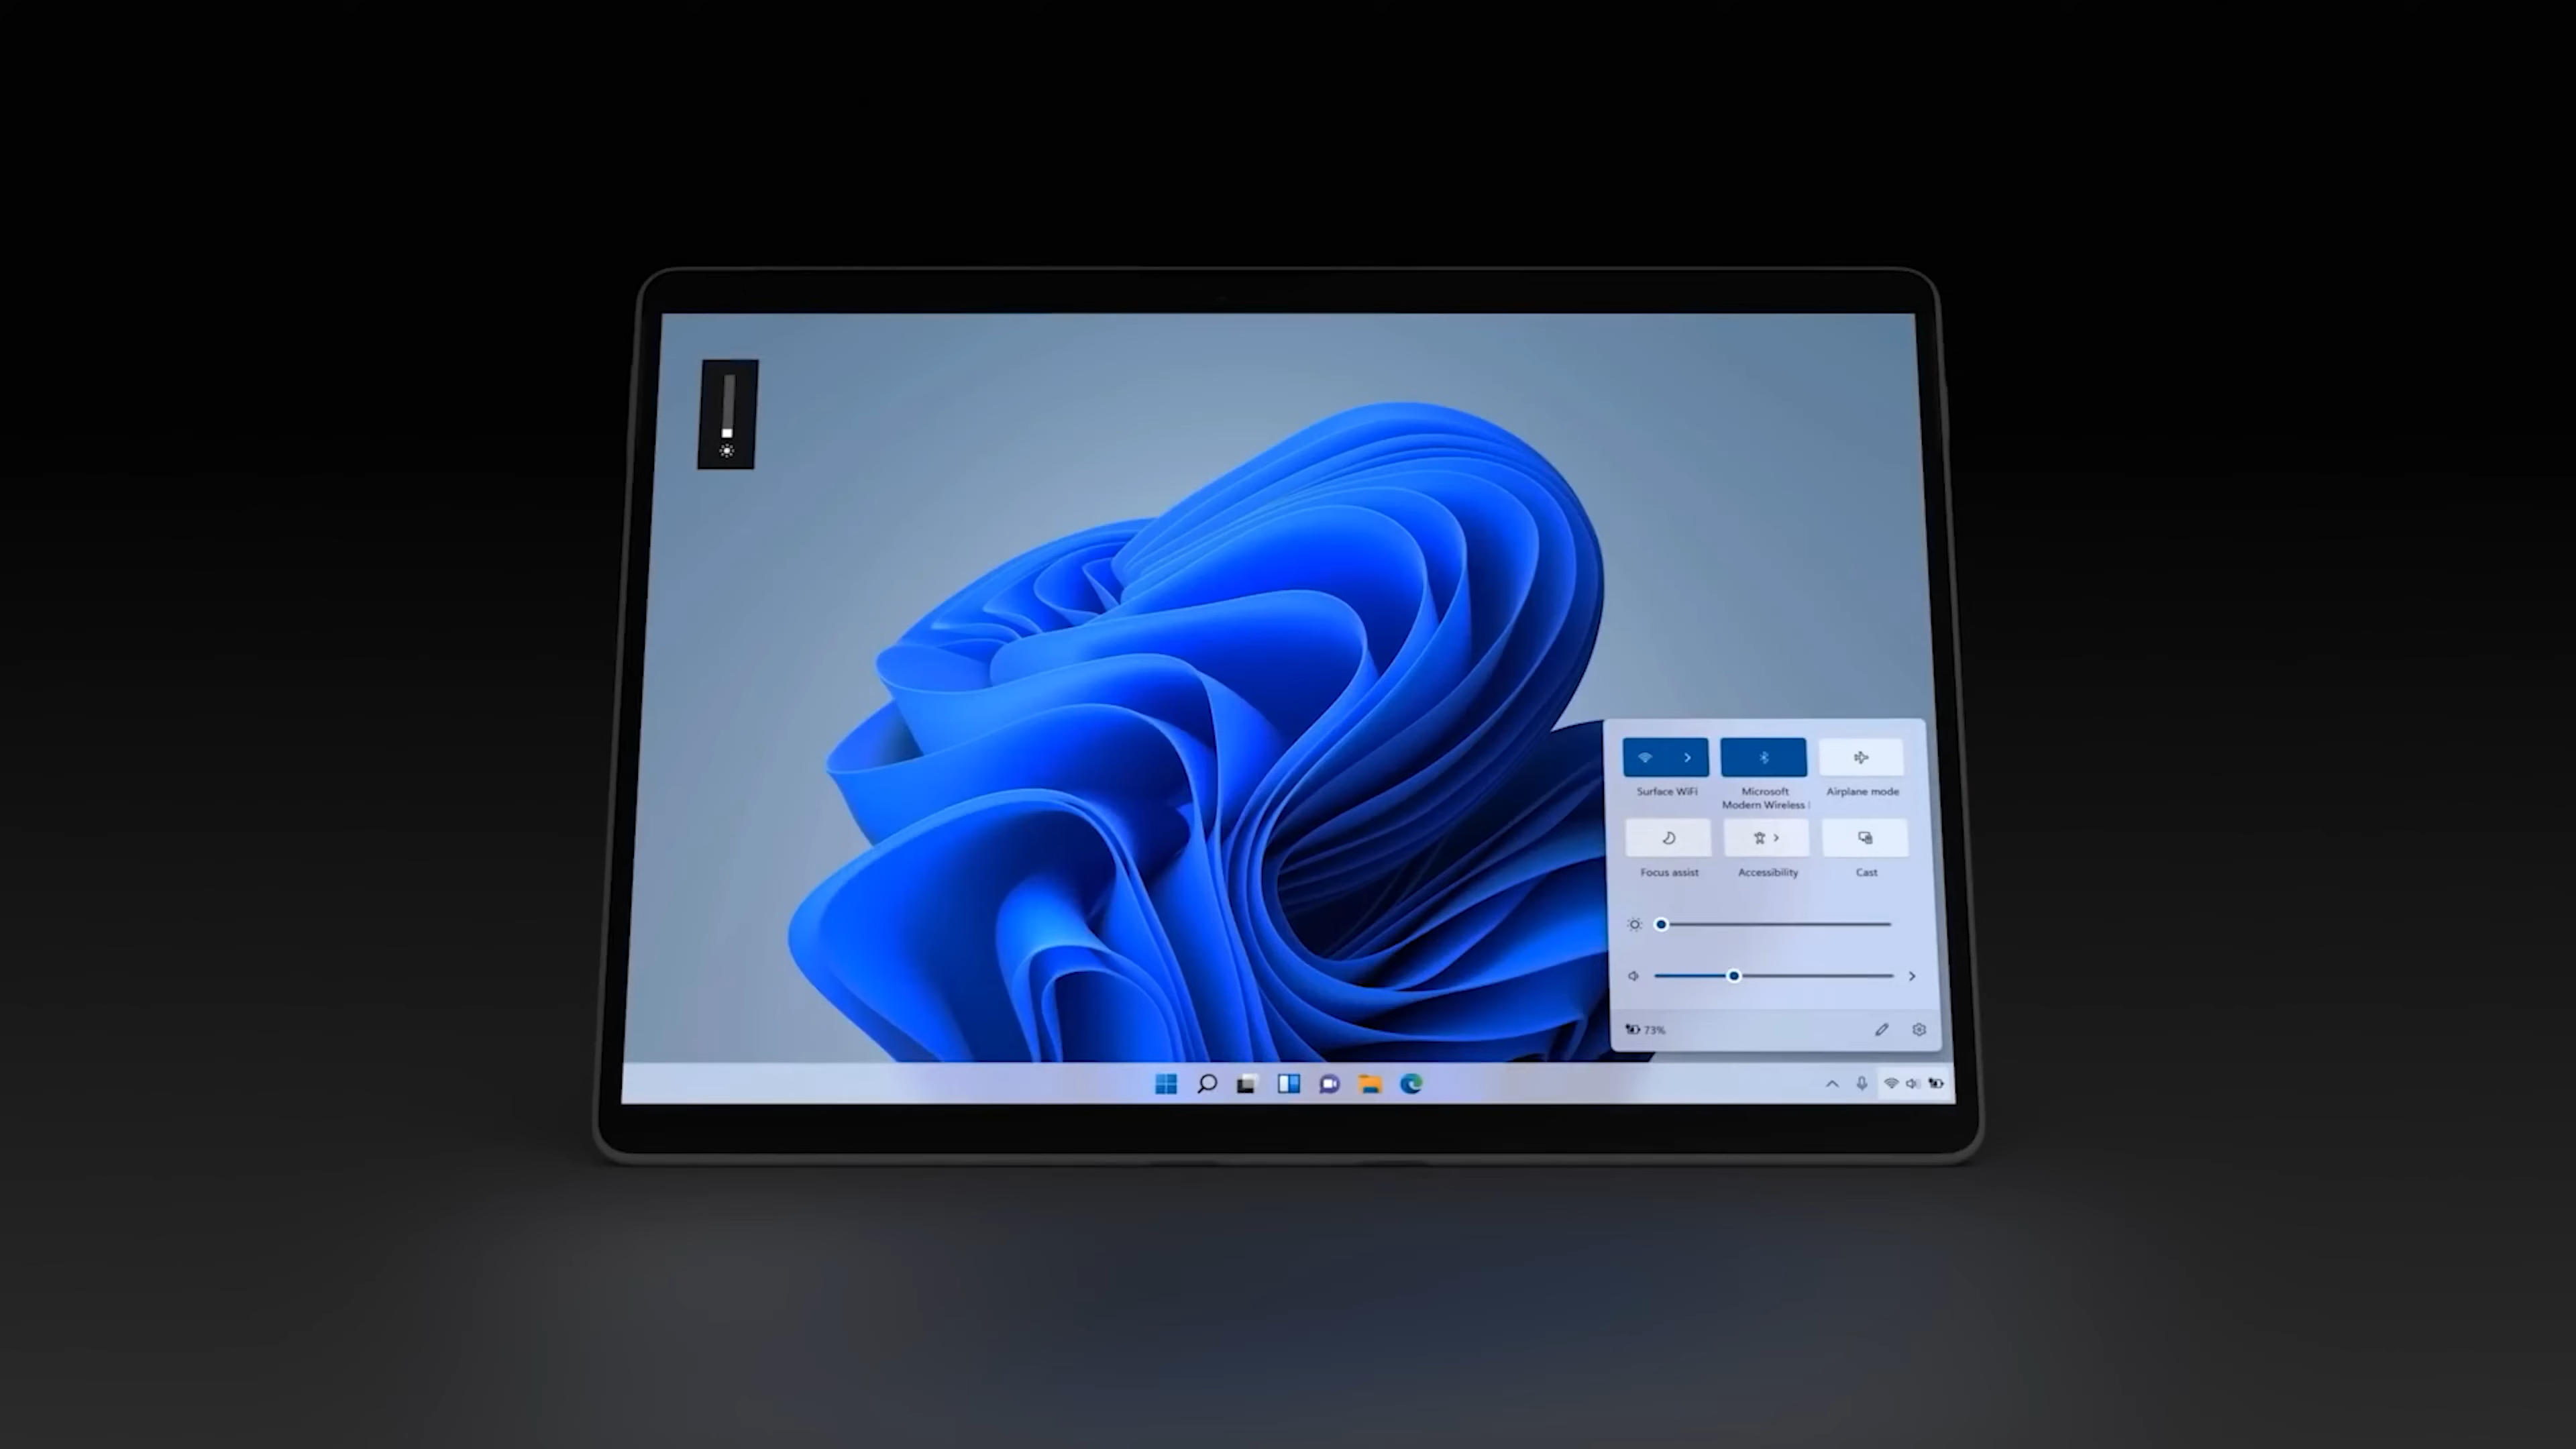 Surface WiFi
Microsoft
Modern Wireless
Airplane mode
Focus assist
Accessibility
Cast
73%